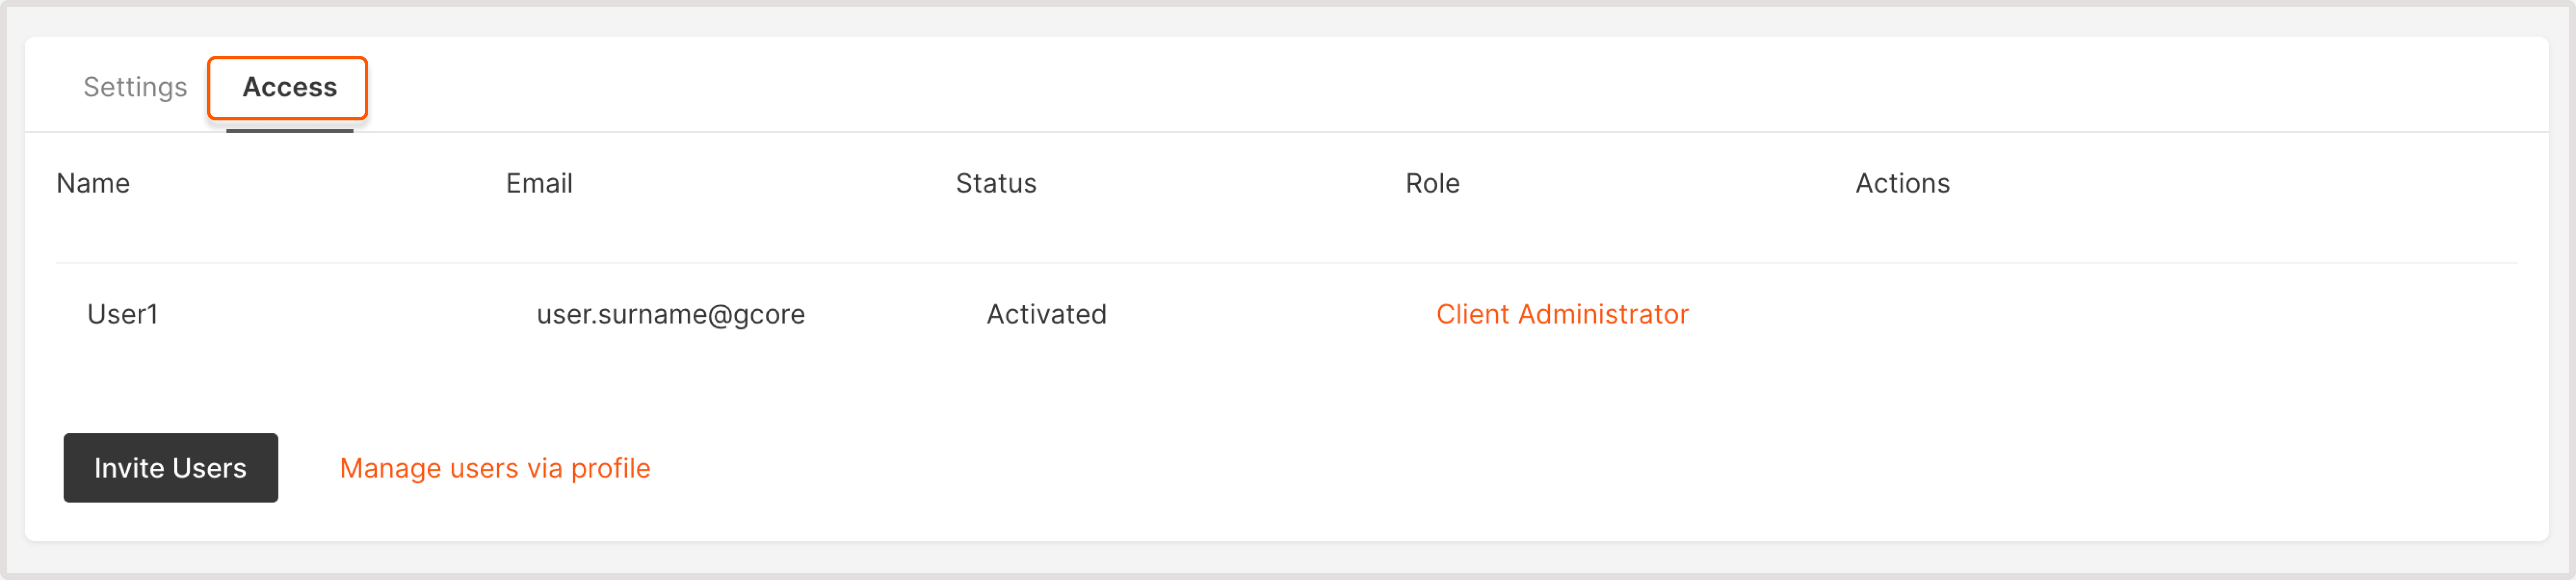 Settings Access
Name Email Status Role Actions
User1 user.surname@gcore Activated Client Administrator
Invite Users Manage users via profile